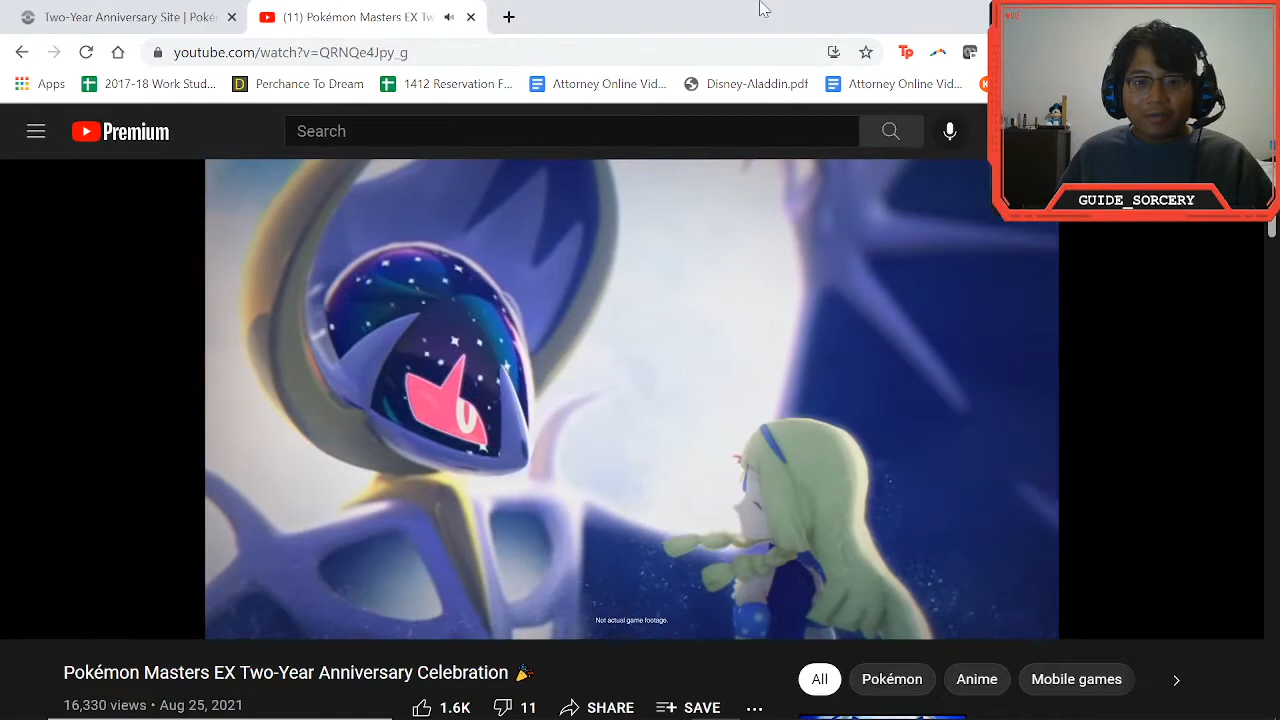 Two-Year Anniversary Site | Poké
(11) Pokémon Masters EX Tw
youtube.com/watch?v=QRNQe4Jpy_g
Tp
Apps
2017-18 Work Stud...
D
Perchance To Dream
1412 Reservation F...
Attorney Online Vid...
Disney-Aladdin.pdf
Attorney Online Vid...
GUIDE_SORCERY
Premium
Search
Not actual game footage.
Pokémon Masters EX Two-Year Anniversary Celebration 🎉
16,330 views • Aug 25, 2021
1.6K
11
SHARE
SAVE
All
Pokémon
Anime
Mobile games